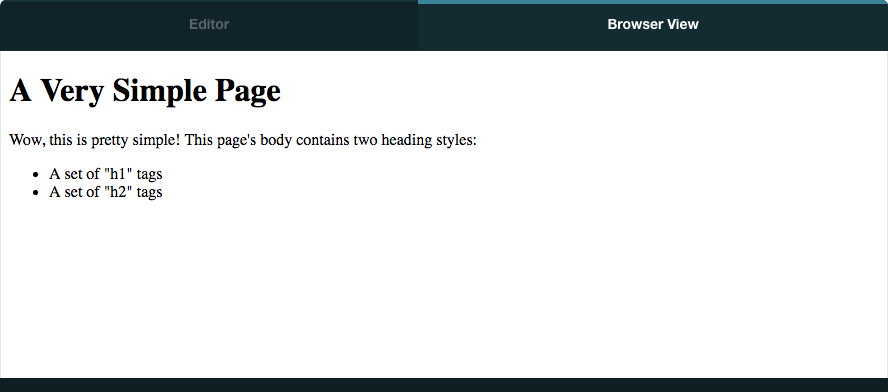 Editor
Browser View
A Very Simple Page
Wow, this is pretty simple! This page's body contains two heading styles:
A set of "h1" tags
A set of "h2" tags